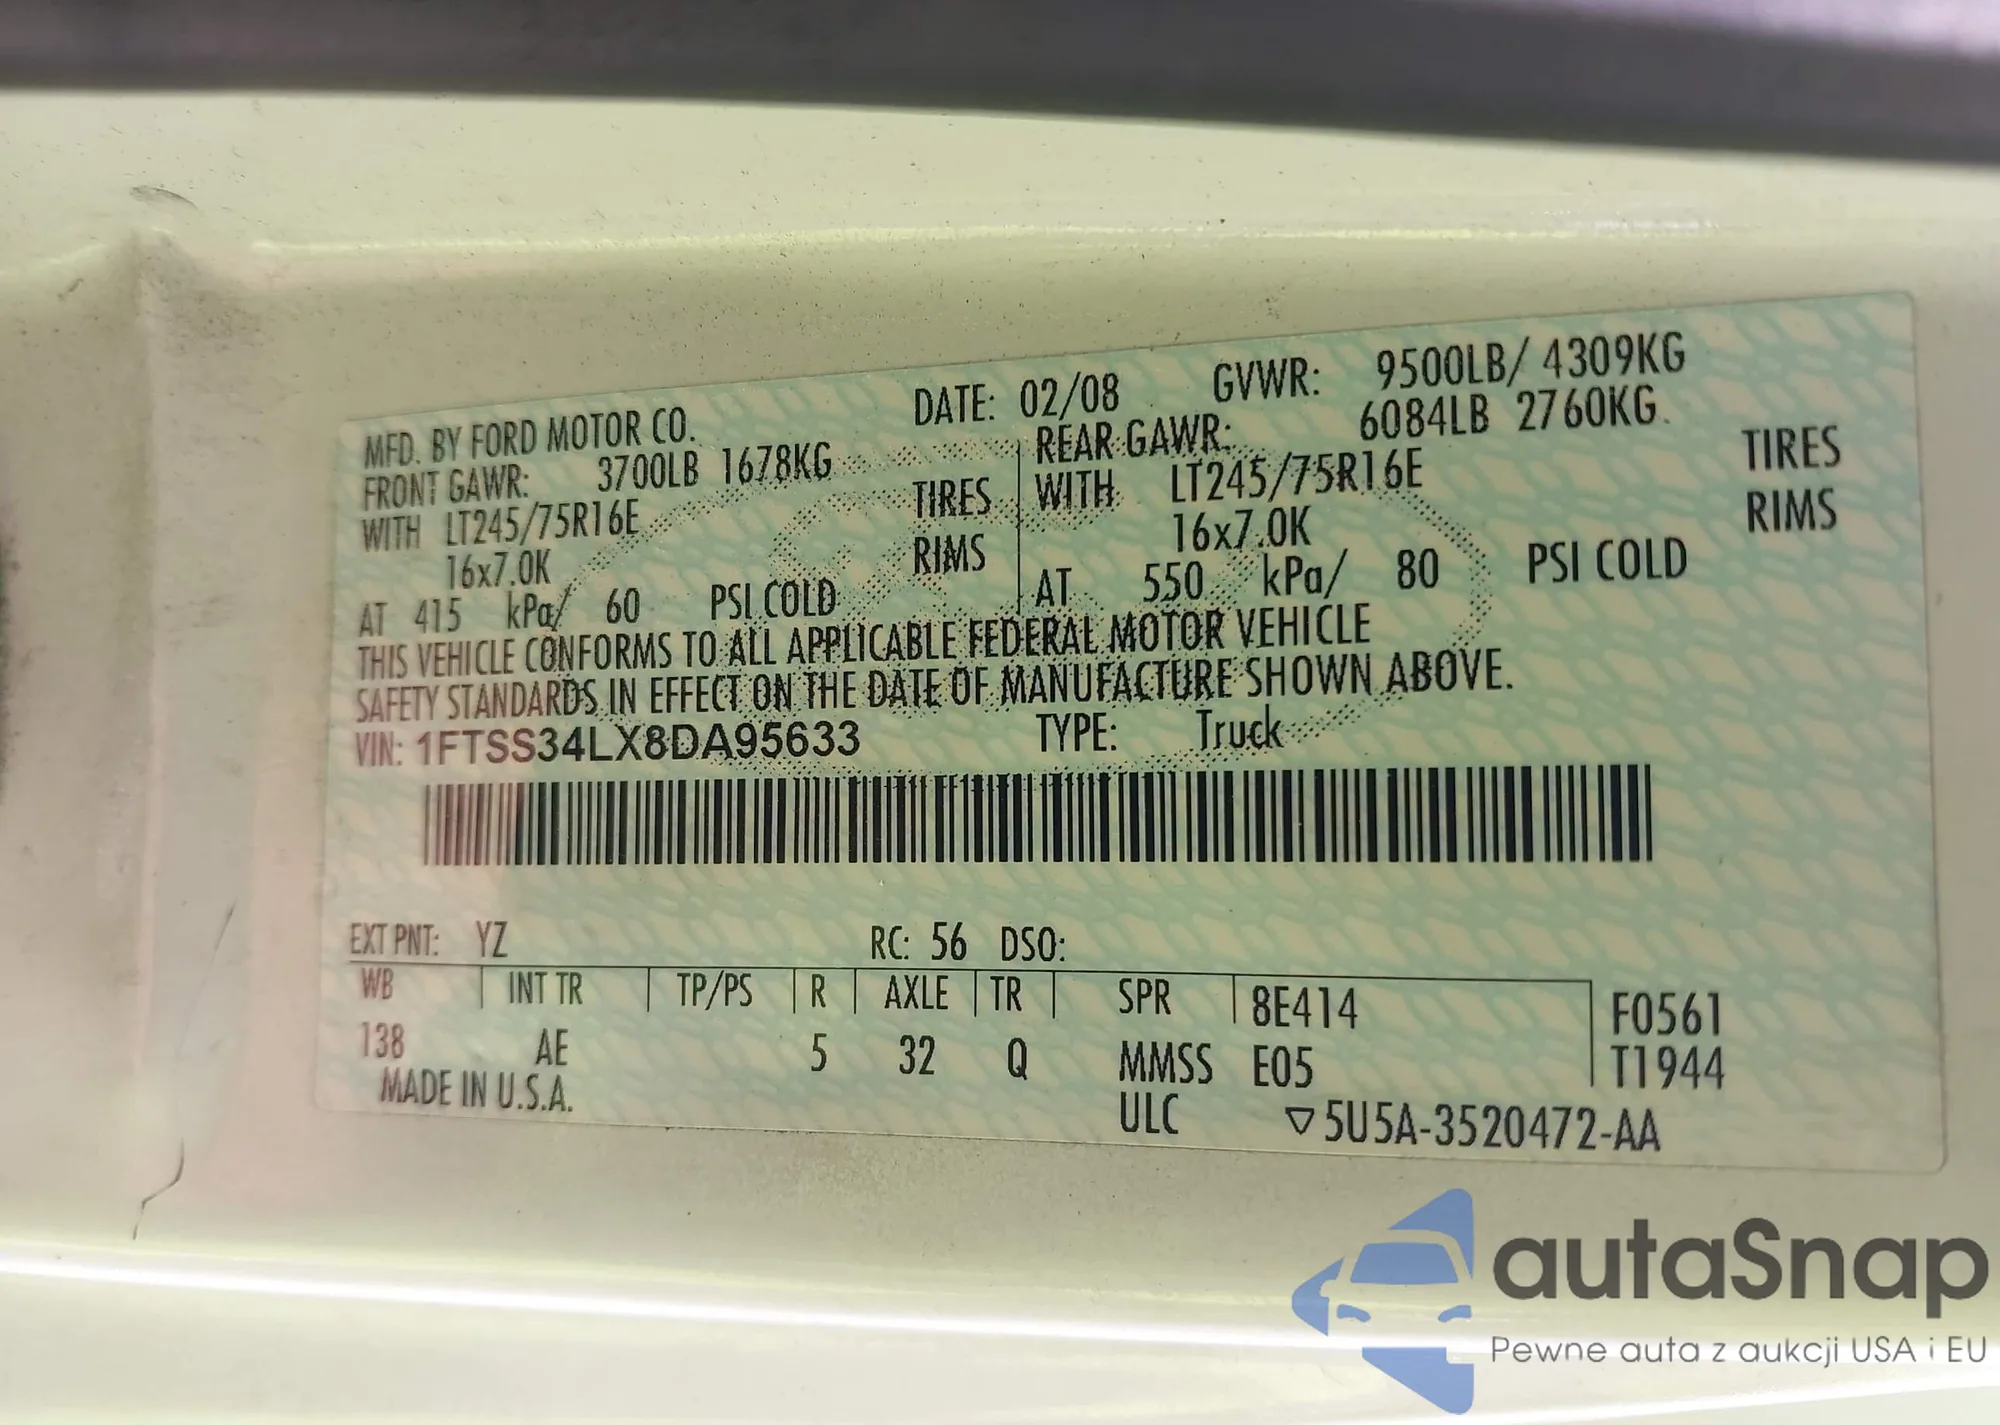 MFD. BY FORD MOTOR CO. DATE: 02/08 GVWR: 9500LB/ 4309KG
FRONT GAWR: 3700LB 1678KG REAR GAWR: 6084LB 2760KG
WITH LT245/75R16E TIRES WITH LT245/75R16E TIRES
16x7.0K RIMS 16x7.0K RIMS
AT 415 kPa/ 60 PSI COLD AT 550 kPa/ 80 PSI COLD
THIS VEHICLE CONFORMS TO ALL APPLICABLE FEDERAL MOTOR VEHICLE
SAFETY STANDARDS IN EFFECT ON THE DATE OF MANUFACTURE SHOWN ABOVE.
VIN: 1FTSS34LX8DA95633 TYPE: Truck
EXT PNT: YZ RC: 56 DSO:
WB INT TR TP/PS R AXLE TR SPR 8E414 F0561
138 AE 5 32 Q MMSS E05 T1944
MADE IN U.S.A. ULC ▽5U5A-3520472-AA
autaSnap
Pewne auta z aukcji USA i EU